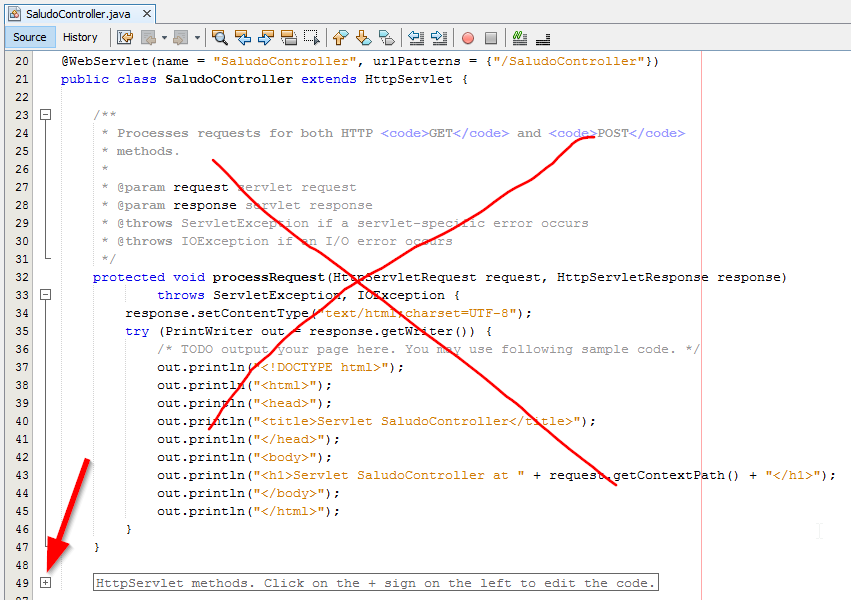 SaludoController.java
Source History
20 @WebServlet(name = "SaludoController", urlPatterns = {"/SaludoController"})
21 public class SaludoController extends HttpServlet {
22
23 /**
24 * Processes requests for both HTTP <code>GET</code> and <code>POST</code>
25 * methods.
26 *
27 * @param request servlet request
28 * @param response servlet response
29 * @throws ServletException if a servlet-specific error occurs
30 * @throws IOException if an I/O error occurs
31 */
32 protected void processRequest(HttpServletRequest request, HttpServletResponse response)
33 throws ServletException, IOException {
34 response.setContentType("text/html;charset=UTF-8");
35 try (PrintWriter out = response.getWriter()) {
36 /* TODO output your page here. You may use following sample code. */
37 out.println("<!DOCTYPE html>");
38 out.println("<html>");
39 out.println("<head>");
40 out.println("<title>Servlet SaludoController</title>");
41 out.println("</head>");
42 out.println("<body>");
43 out.println("<h1>Servlet SaludoController at " + request.getContextPath() + "</h1>");
44 out.println("</body>");
45 out.println("</html>");
46 }
47 }
48
49 HttpServlet methods. Click on the + sign on the left to edit the code.